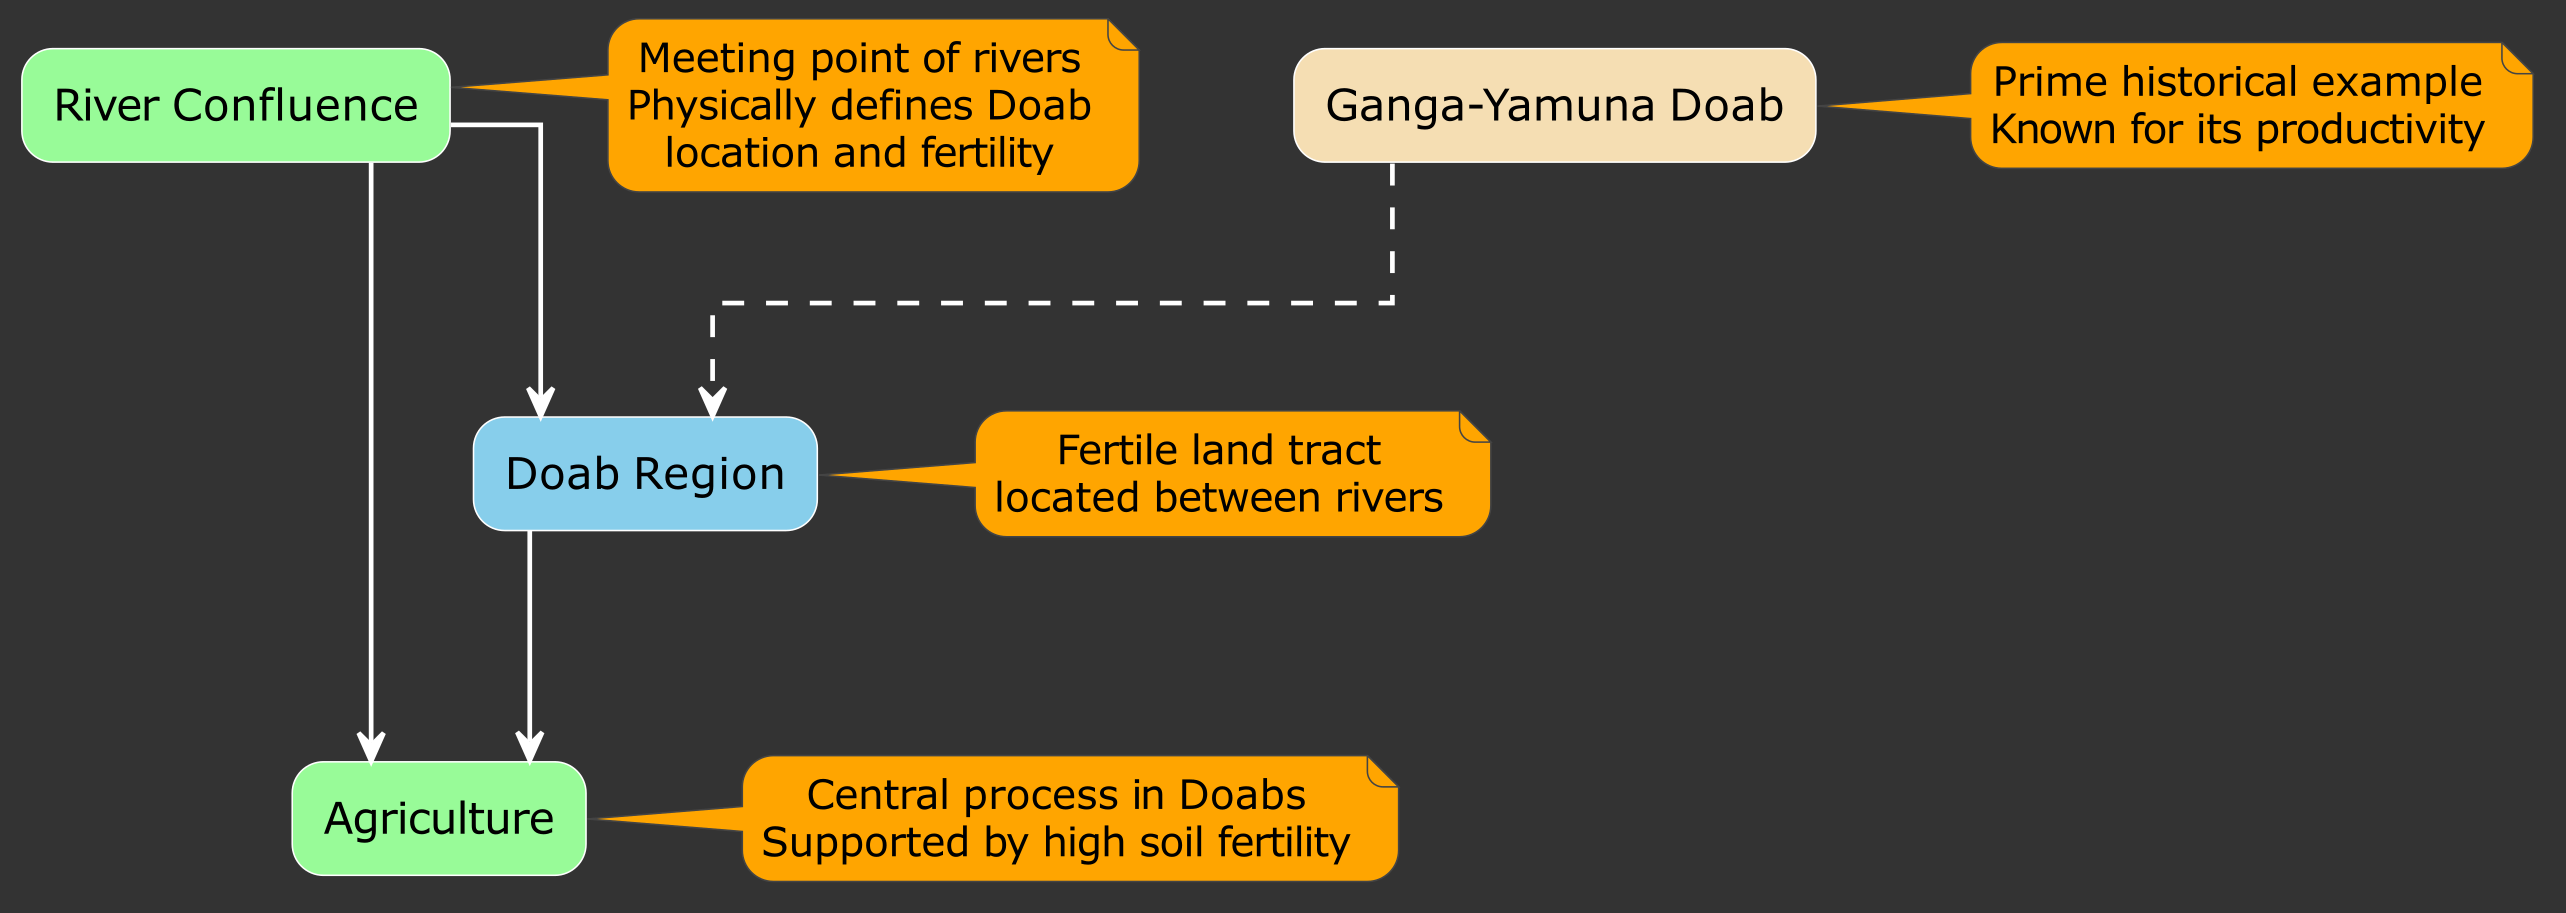 River Confluence
Meeting point of rivers
Physically defines Doab
location and fertility
Ganga-Yamuna Doab
Prime historical example
Known for its productivity
Doab Region
Fertile land tract
located between rivers
Agriculture
Central process in Doabs
Supported by high soil fertility